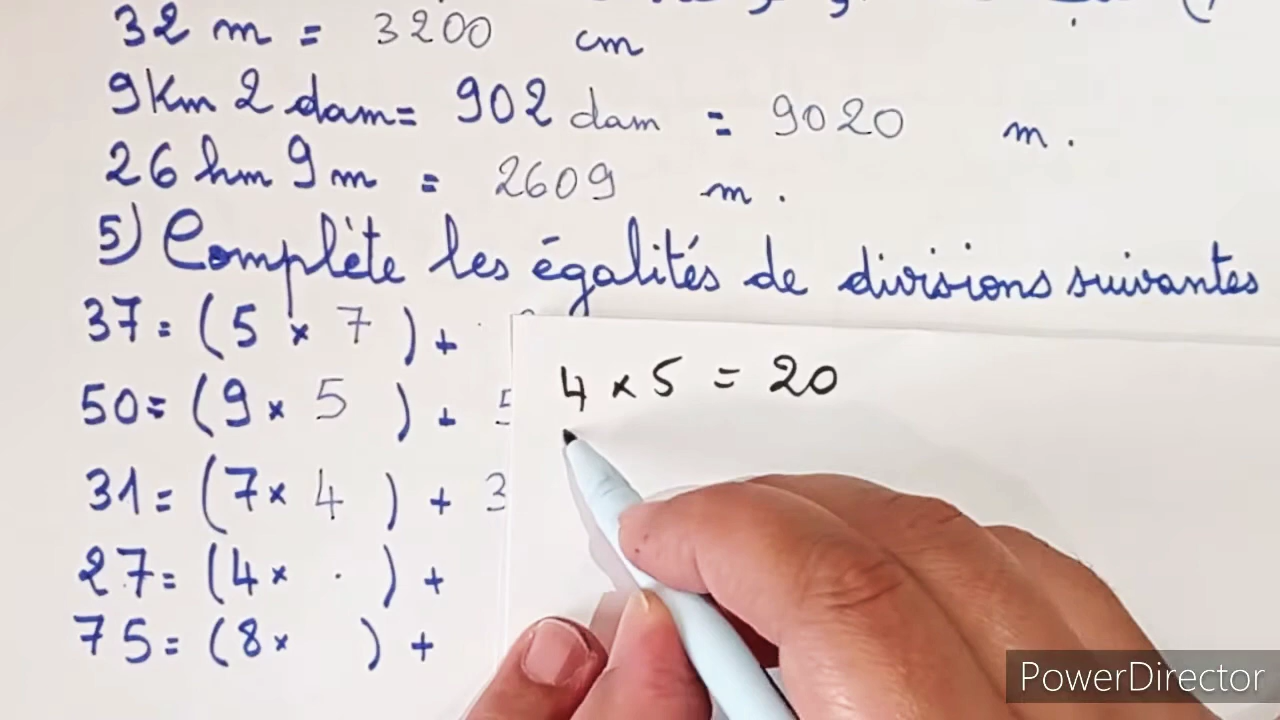 32 m = 3200 cm
9Km 2 dam = 902 dam = 9020 m.
26 hm 9 m = 2609 m.
5) Complète les égalités de divisions suivantes
37 = (5 × 7 ) +
50 = (9 × 5 ) + 5
31 = (7 × 4 ) + 3
27 = (4 × . ) +
75 = (8 × ) +
4 × 5 = 20
PowerDirector